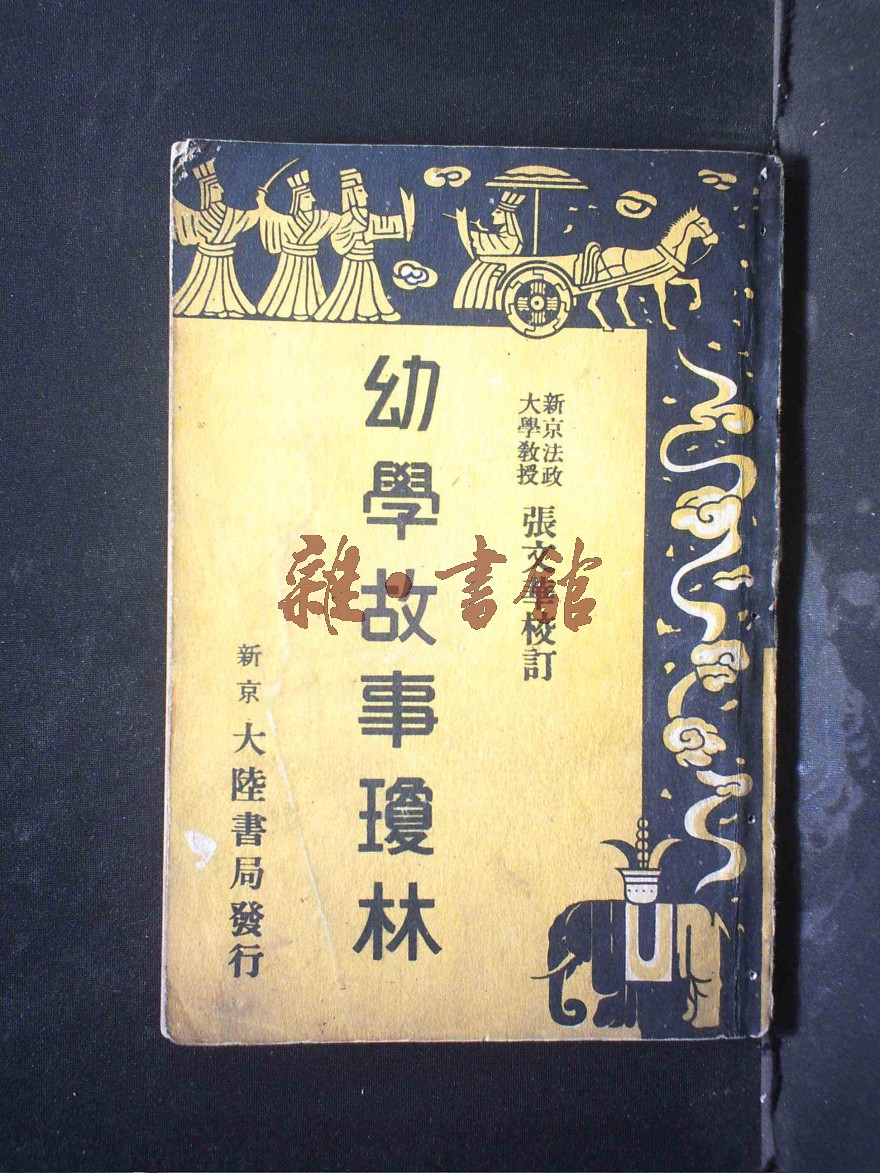 新京法政
大學教授
張文華校訂
幼學故事瓊林
新京 大陸書局發行
雜·書館